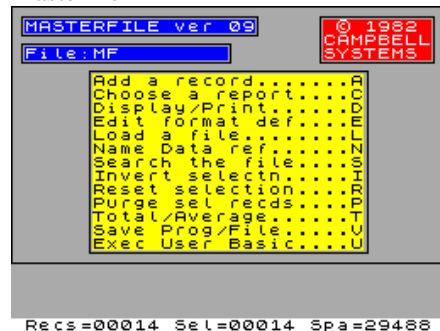 MASTERFILE ver 09
© 1982
CAMPBELL
SYSTEMS
File:MF
Add a record.......A
Choose a report....C
Display/Print......D
Edit format def....E
Load a file........L
Name Data ref......N
Search the file....S
Invert selectn.....I
Reset selection....R
Purge sel recds....P
Total/Average......T
Save Prog/File.....V
Exec User Basic....U
Recs=00014 Sel=00014 Spa=29488